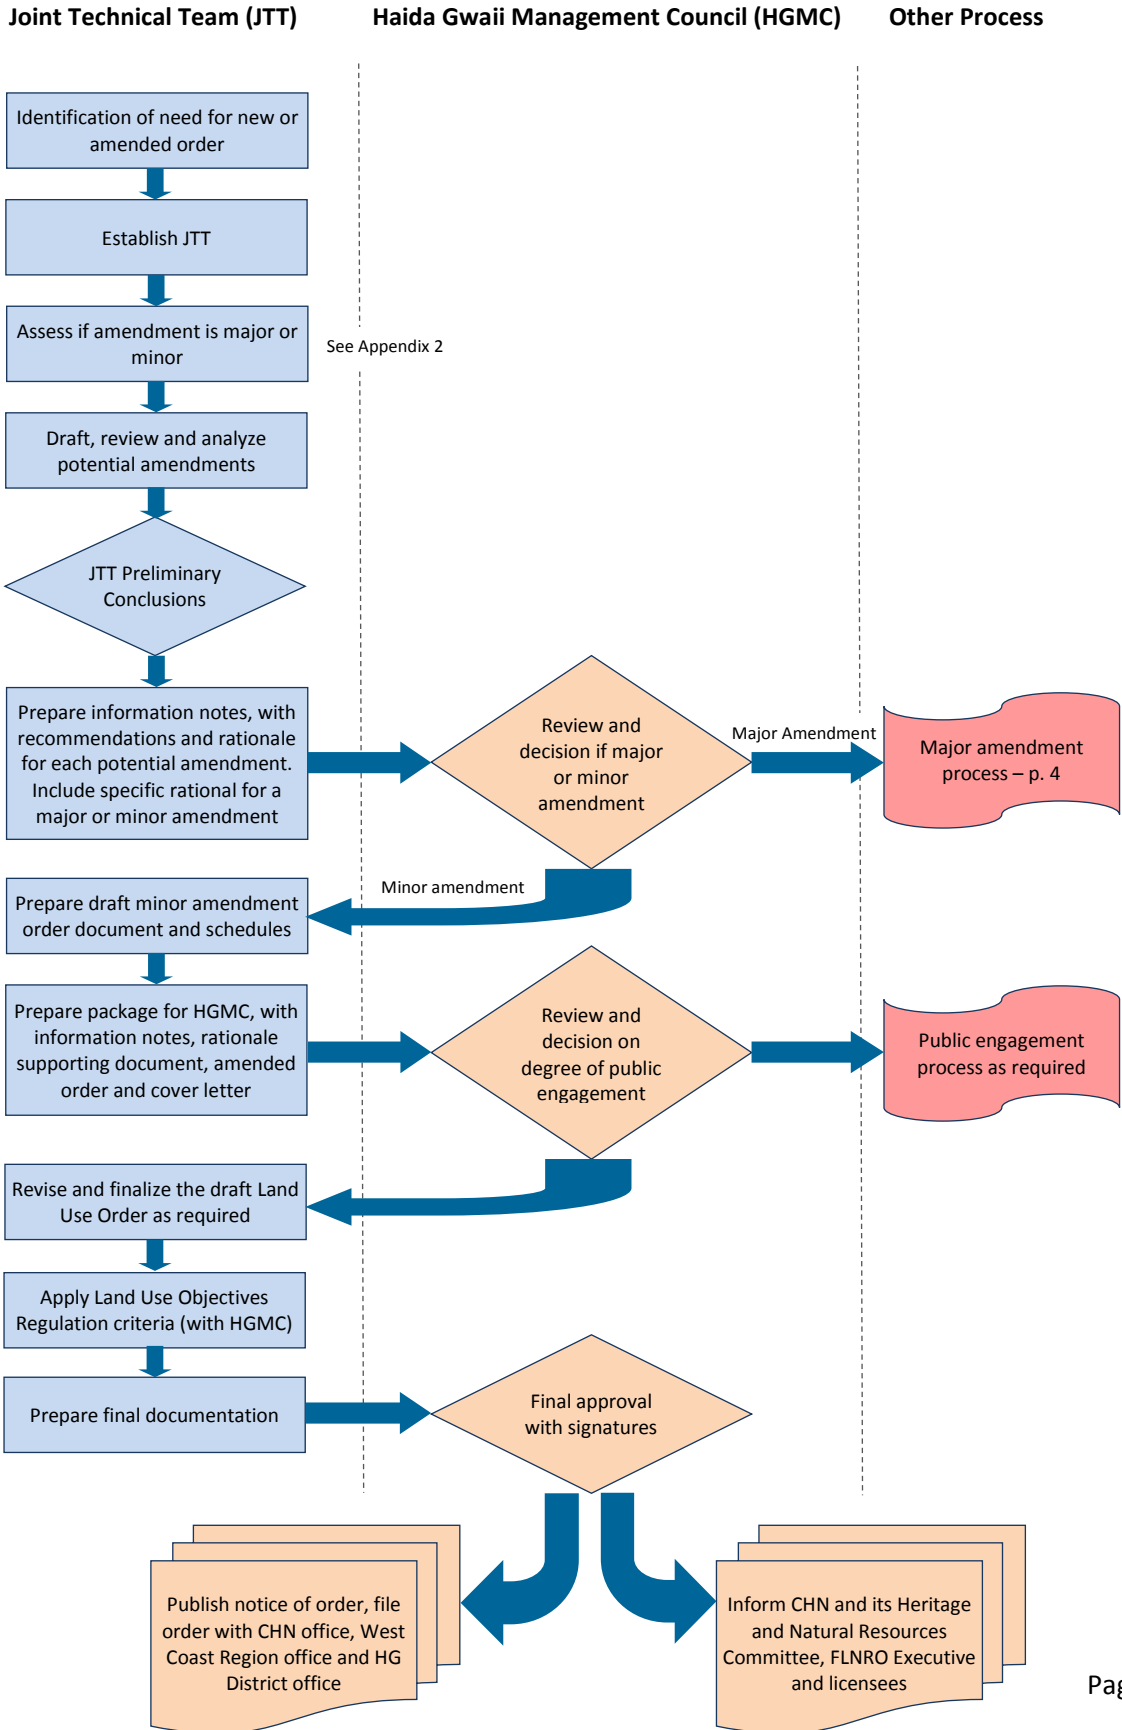 Joint Technical Team (JTT)
Haida Gwaii Management Council (HGMC)
Other Process
Identification of need for new or
amended order
Establish JTT
Assess if amendment is major or
minor
See Appendix 2
Draft, review and analyze
potential amendments
JTT Preliminary
Conclusions
Prepare information notes, with
recommendations and rationale
for each potential amendment.
Include specific rational for a
major or minor amendment
Review and
decision if major
or minor
amendment
Major Amendment
Major amendment
process – p. 4
Minor amendment
Prepare draft minor amendment
order document and schedules
Prepare package for HGMC, with
information notes, rationale
supporting document, amended
order and cover letter
Review and
decision on
degree of public
engagement
Public engagement
process as required
Revise and finalize the draft Land
Use Order as required
Apply Land Use Objectives
Regulation criteria (with HGMC)
Prepare final documentation
Final approval
with signatures
Publish notice of order, file
order with CHN office, West
Coast Region office and HG
District office
Inform CHN and its Heritage
and Natural Resources
Committee, FLNRO Executive
and licensees
Pag